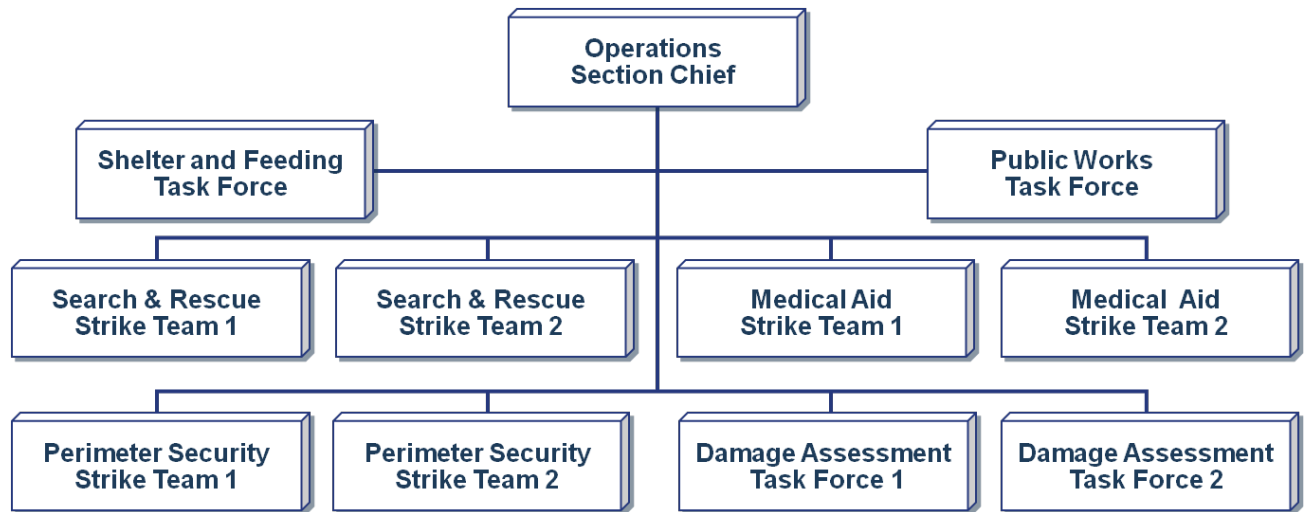 Operations
Section Chief
Shelter and Feeding
Task Force
Public Works
Task Force
Search & Rescue
Strike Team 1
Search & Rescue
Strike Team 2
Medical Aid
Strike Team 1
Medical Aid
Strike Team 2
Perimeter Security
Strike Team 1
Perimeter Security
Strike Team 2
Damage Assessment
Task Force 1
Damage Assessment
Task Force 2